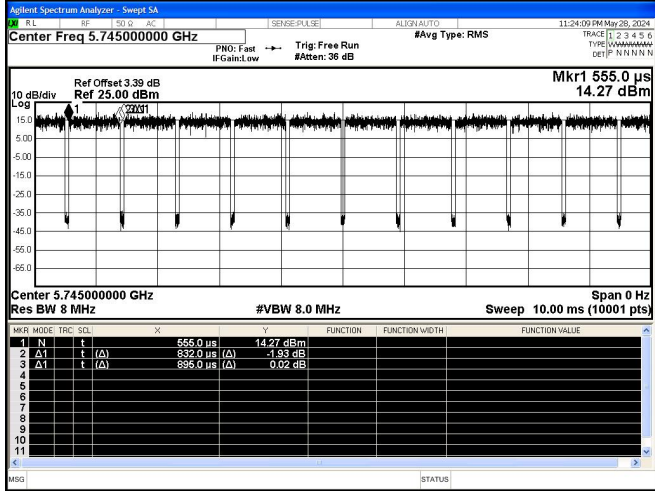 Agilent Spectrum Analyzer - Swept SA
RL RF 50 Ω AC SENSE:PULSE ALIGN AUTO 11:24:09 PM May 28, 2024
Center Freq 5.745000000 GHz #Avg Type: RMS TRACE 1 2 3 4 5 6
PNO: Fast Trig: Free Run TYPE
IFGain:Low #Atten: 36 dB DET P N N N N N
Mkr1 555.0 µs
Ref Offset 3.39 dB
10 dB/div Ref 25.00 dBm 14.27 dBm
Log
1
15.0
5.00
-5.00
-15.0
-25.0
-35.0
-45.0
-55.0
-65.0
Center 5.745000000 GHz Span 0 Hz
Res BW 8 MHz #VBW 8.0 MHz Sweep 10.00 ms (10001 pts)
MKR MODE TRC SCL X Y FUNCTION FUNCTION WIDTH FUNCTION VALUE
1 N t 555.0 µs 14.27 dBm
2 Δ1 t (Δ) 832.0 µs (Δ) -1.93 dB
3 Δ1 t (Δ) 895.0 µs (Δ) 0.02 dB
4
5
6
7
8
9
10
11
MSG STATUS